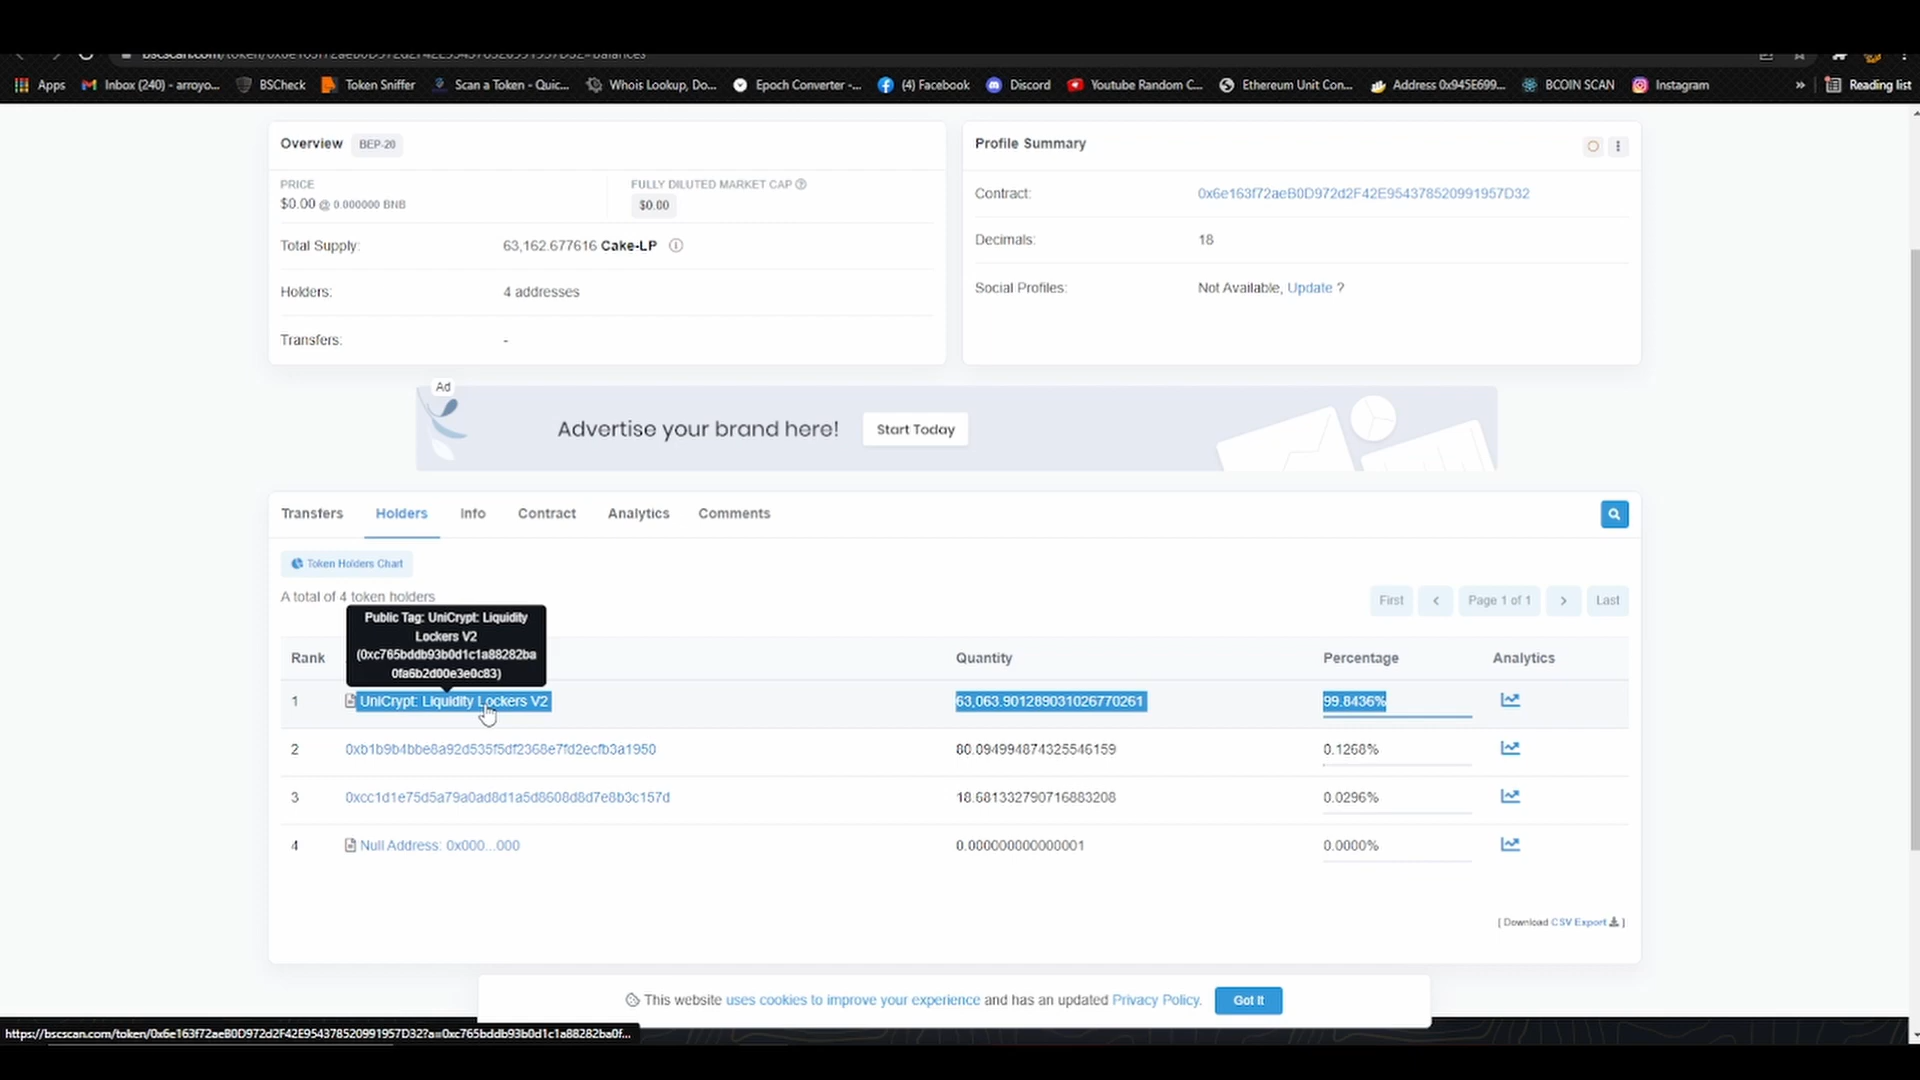 Apps Inbox (240) - arroyo... BSCheck Token Sniffer Scan a Token - Quic... Whois Lookup, Do... Epoch Converter -... (4) Facebook Discord Youtube Random C... Ethereum Unit Con... Address 0x945E699... BCOIN SCAN Instagram » Reading list
Overview BEP-20
PRICE
$0.00 @ 0.000000 BNB
FULLY DILUTED MARKET CAP
$0.00
Total Supply: 63,162.677616 Cake-LP
Holders: 4 addresses
Transfers: -
Profile Summary
Contract: 0x6e163f72aeB0D972d2F42E954378520991957D32
Decimals: 18
Social Profiles: Not Available, Update ?
Ad
Advertise your brand here! Start Today
Transfers Holders Info Contract Analytics Comments
Token Holders Chart
A total of 4 token holders
First < Page 1 of 1 > Last
Public Tag: UniCrypt: Liquidity
Lockers V2
(0xc765bddb93b0d1c1a88282ba
0fa6b2d00e3e0c83)
Rank Quantity Percentage Analytics
1 UniCrypt: Liquidity Lockers V2 63,063.901289031026770261 99.8436%
2 0xb1b9b4bbe8a92d535f5df2368e7fd2ecfb3a1950 80.094994874325546159 0.1268%
3 0xcc1d1e75d5a79a0ad8d1a5d8608d8d7e8b3c157d 18.681332790716883208 0.0296%
4 Null Address: 0x000...000 0.000000000000001 0.0000%
[ Download CSV Export ]
This website uses cookies to improve your experience and has an updated Privacy Policy. Got It
https://bscscan.com/token/0x6e163f72aeB0D972d2F42E954378520991957D32?a=0xc765bddb93b0d1c1a88282ba0f...